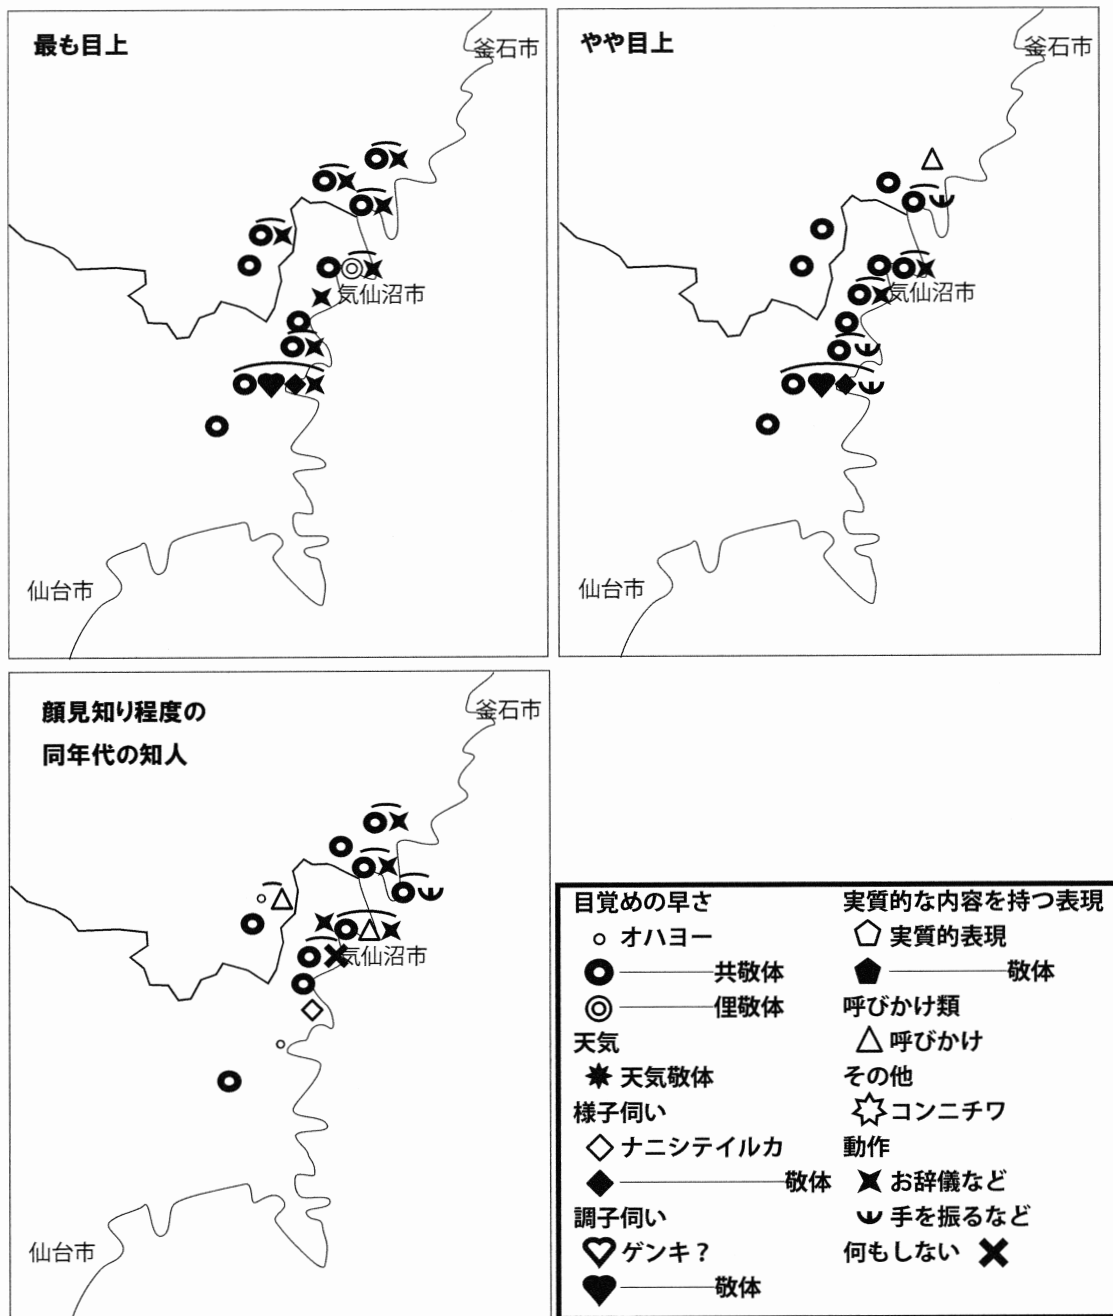 最も目上
釜石市
気仙沼市
仙台市
やや目上
釜石市
気仙沼市
仙台市
顔見知り程度の
同年代の知人
釜石市
気仙沼市
仙台市
目覚めの早さ
オハヨー
―――共敬体
―――俚敬体
天気
天気敬体
様子伺い
ナニシテイルカ
―――――敬体
調子伺い
ゲンキ？
―――敬体
実質的な内容を持つ表現
実質的表現
―――――敬体
呼びかけ類
呼びかけ
その他
コンニチワ
動作
お辞儀など
手を振るなど
何もしない